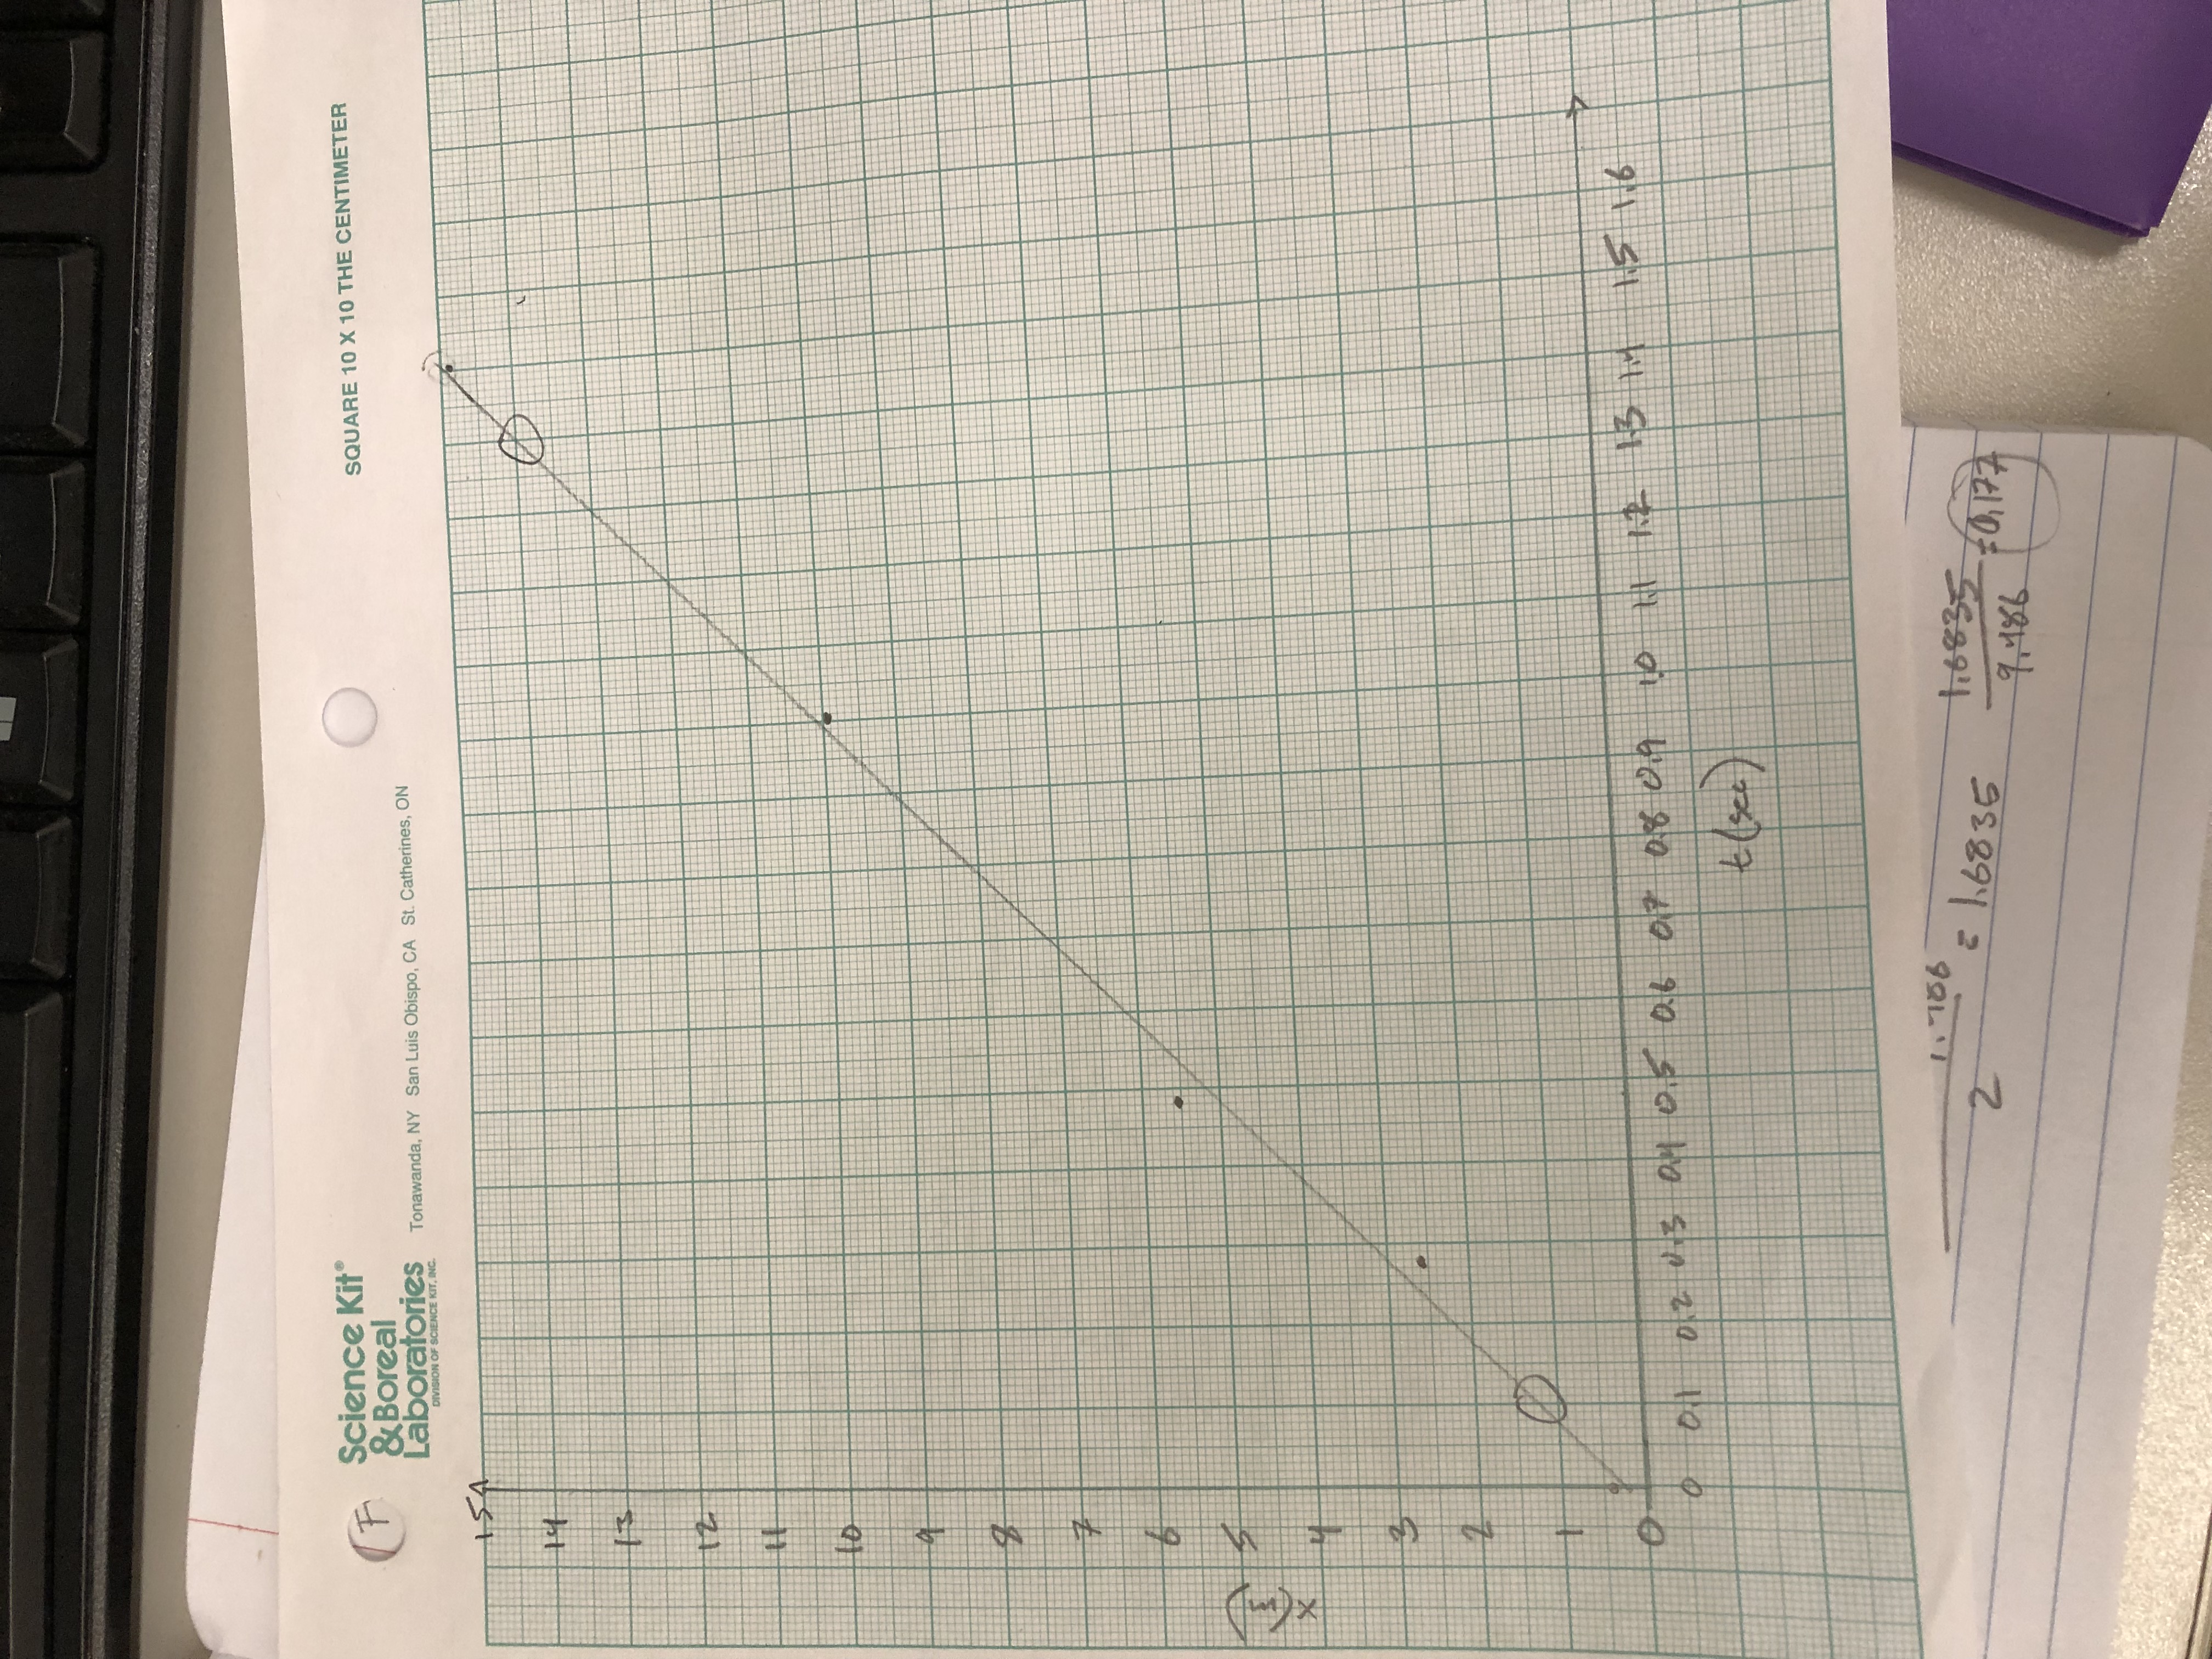 F
Science Kit®
& Boreal
Laboratories
DIVISION OF SCIENCE KIT, INC.
Tonawanda, NY San Luis Obispo, CA St. Catherines, ON
SQUARE 10 X 10 THE CENTIMETER
15
14
13
12
11
10
9
8
7
6
5
4
3
2
1
0
x(m)
0 0.1 0.2 0.3 0.4 0.5 0.6 0.7 0.8 0.9 1.0 1.1 1.2 1.3 1.4 1.5 1.6
t(sec)
2 = 1.6835
1.6835
9.486 = 0.177